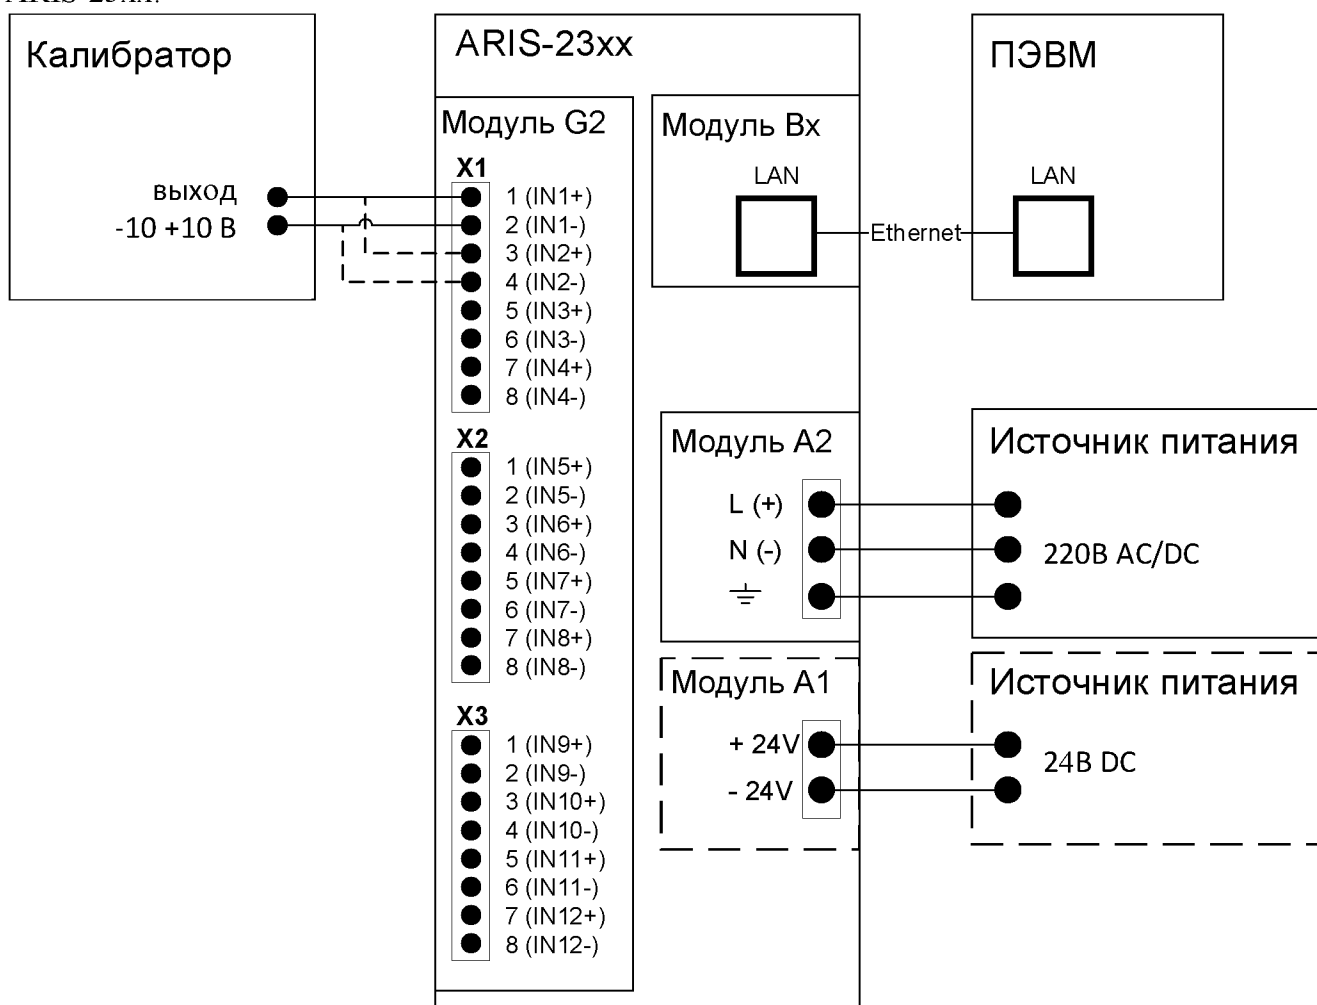 Калибратор
выход
-10 +10 В
ARIS-23xx
Модуль G2
X1
1 (IN1+)
2 (IN1-)
3 (IN2+)
4 (IN2-)
5 (IN3+)
6 (IN3-)
7 (IN4+)
8 (IN4-)
X2
1 (IN5+)
2 (IN5-)
3 (IN6+)
4 (IN6-)
5 (IN7+)
6 (IN7-)
7 (IN8+)
8 (IN8-)
X3
1 (IN9+)
2 (IN9-)
3 (IN10+)
4 (IN10-)
5 (IN11+)
6 (IN11-)
7 (IN12+)
8 (IN12-)
Модуль Bx
LAN
Ethernet
ПЭВМ
LAN
Модуль A2
L (+)
N (-)
Источник питания
220В AC/DC
Модуль A1
+ 24V
- 24V
Источник питания
24В DC